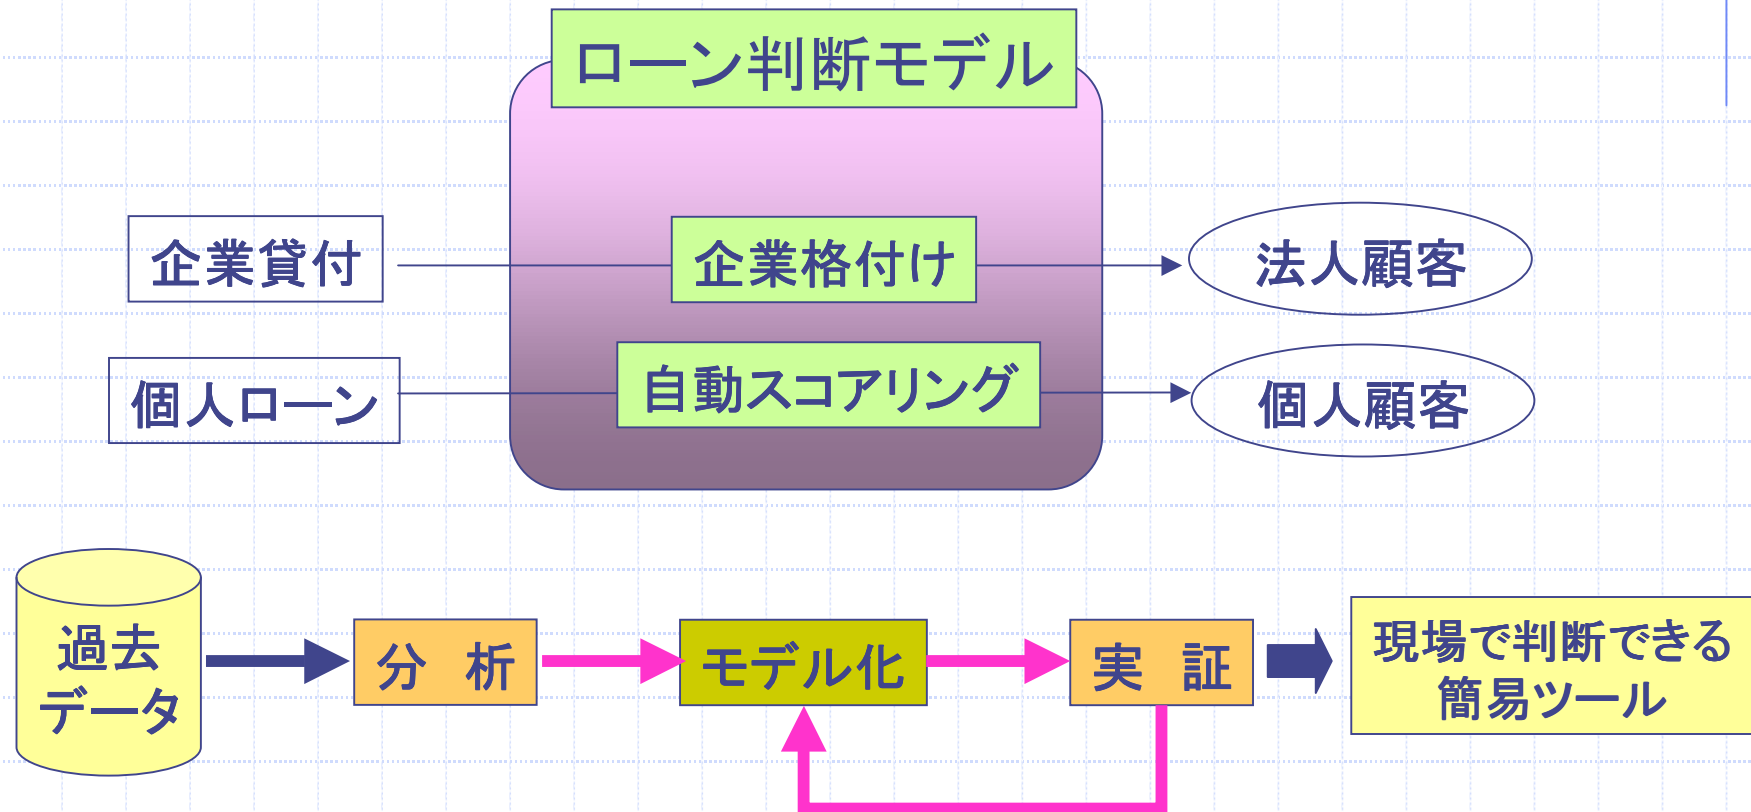 ローン判断モデル
企業貸付
企業格付け
法人顧客
個人ローン
自動スコアリング
個人顧客
過去
データ
分　析
モデル化
実　証
現場で判断できる
簡易ツール